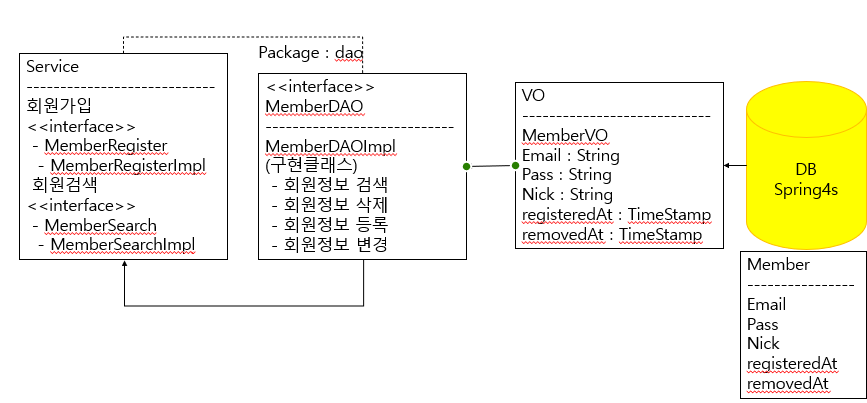 Service
-----------------------------
회원가입
<<interface>>
- MemberRegister
- MemberRegisterImpl
회원검색
<<interface>>
- MemberSearch
- MemberSearchImpl
Package : dao
<<interface>>
MemberDAO
-----------------------------
MemberDAOImpl
(구현클래스)
- 회원정보 검색
- 회원정보 삭제
- 회원정보 등록
- 회원정보 변경
VO
-----------------------------
MemberVO
Email : String
Pass : String
Nick : String
registeredAt : TimeStamp
removedAt : TimeStamp
DB
Spring4s
Member
----------------
Email
Pass
Nick
registeredAt
removedAt